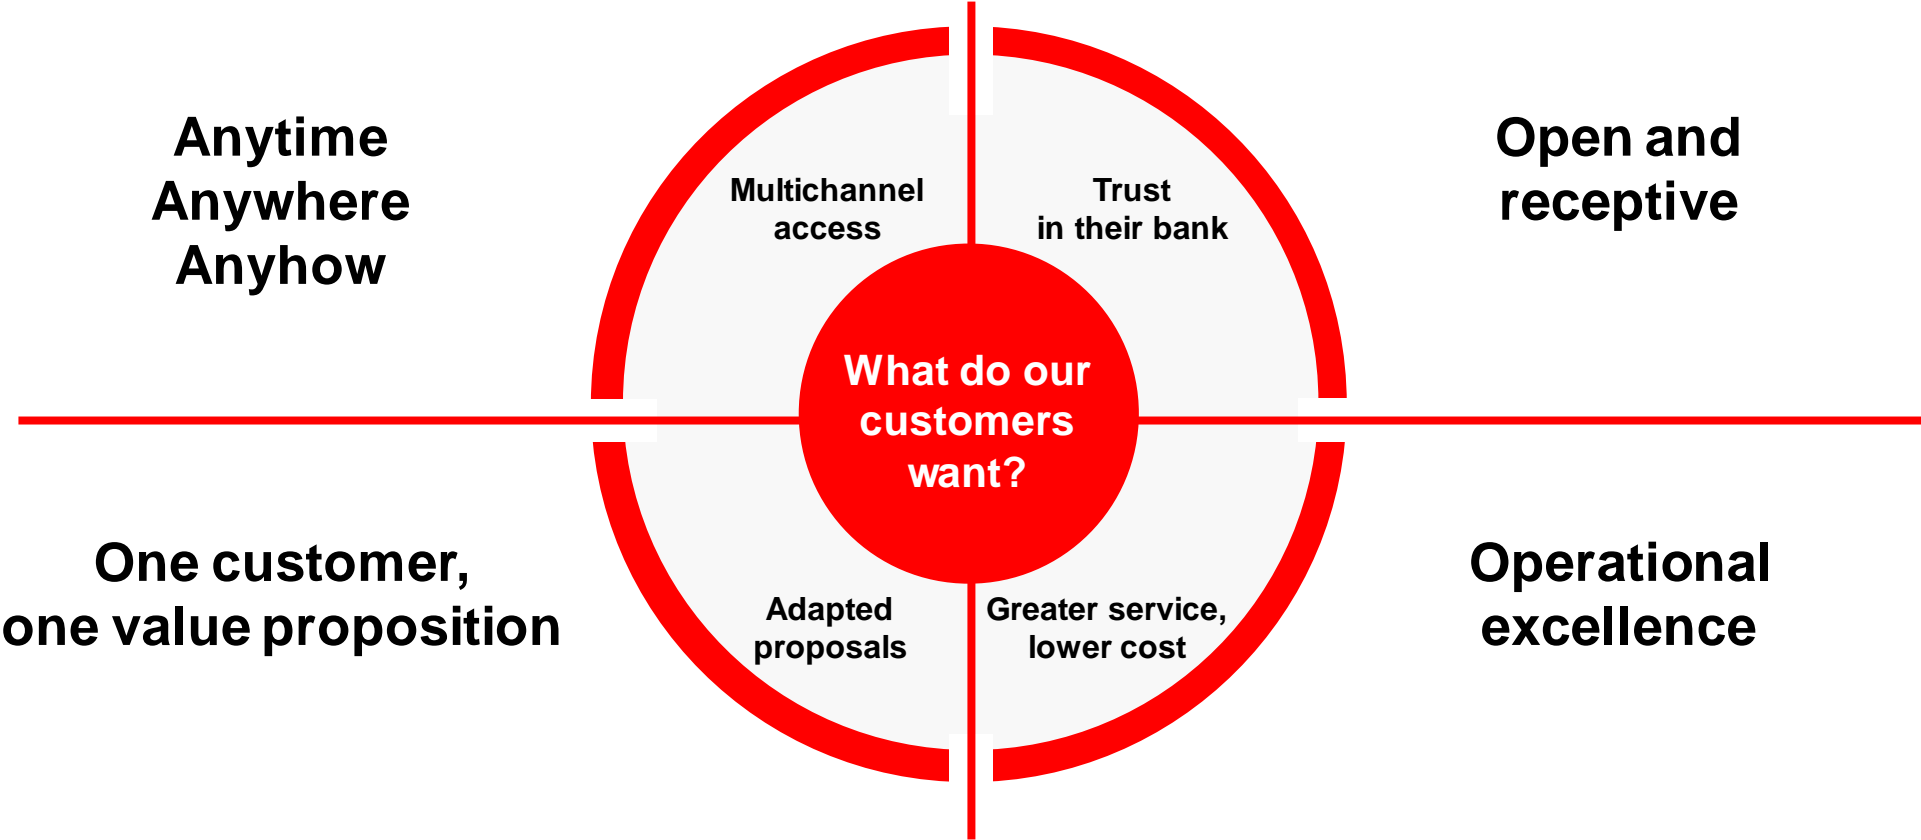 Anytime
Anywhere
Anyhow
Multichannel
access
Trust
in their bank
Open and
receptive
What do our
customers
want?
One customer,
one value proposition
Adapted
proposals
Greater service,
lower cost
Operational
excellence